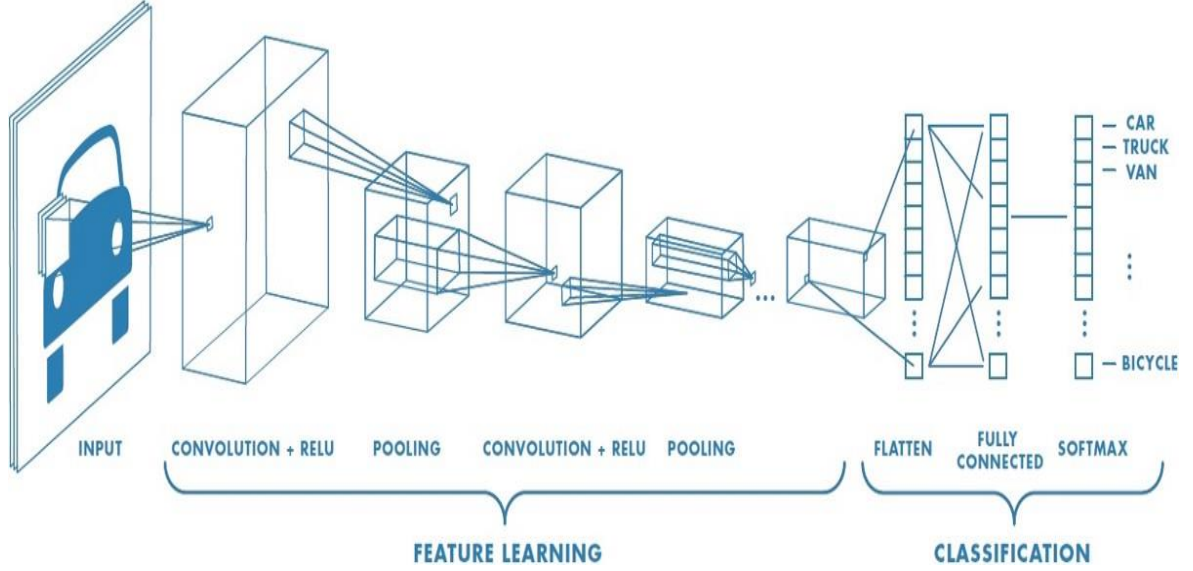 CAR
TRUCK
VAN
BICYCLE
INPUT
CONVOLUTION + RELU
POOLING
CONVOLUTION + RELU
POOLING
FLATTEN
FULLY
CONNECTED
SOFTMAX
FEATURE LEARNING
CLASSIFICATION